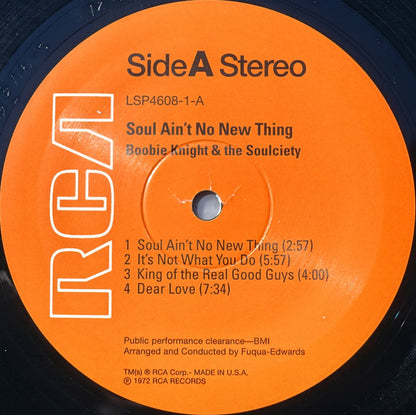 Side A Stereo
LSP4608-1-A
Soul Ain't No New Thing
Boobie Knight & the Soulciety
RCA
1 Soul Ain't No New Thing (2:57)
2 It's Not What You Do (5:57)
3 King of the Real Good Guys (4:00)
4 Dear Love (7:34)
Public performance clearance—BMI
Arranged and Conducted by Fuqua-Edwards
TM(s) ® RCA Corp.- MADE IN U.S.A.
℗ 1972 RCA RECORDS